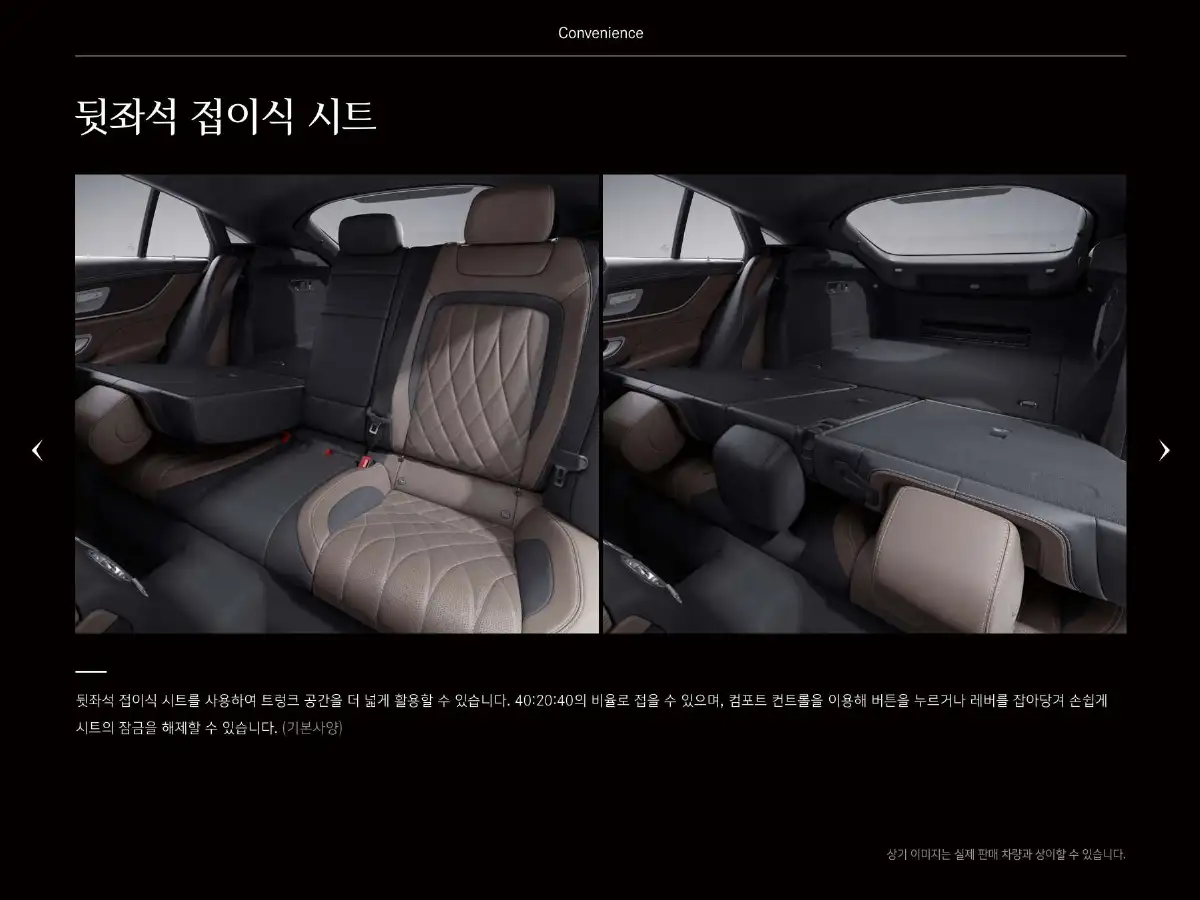 Convenience
뒷좌석 접이식 시트
뒷좌석 접이식 시트를 사용하여 트렁크 공간을 더 넓게 활용할 수 있습니다. 40:20:40의 비율로 접을 수 있으며, 컴포트 컨트롤을 이용해 버튼을 누르거나 레버를 잡아당겨 손쉽게
시트의 잠금을 해제할 수 있습니다. (기본사양)
상기 이미지는 실제 판매 차량과 상이할 수 있습니다.